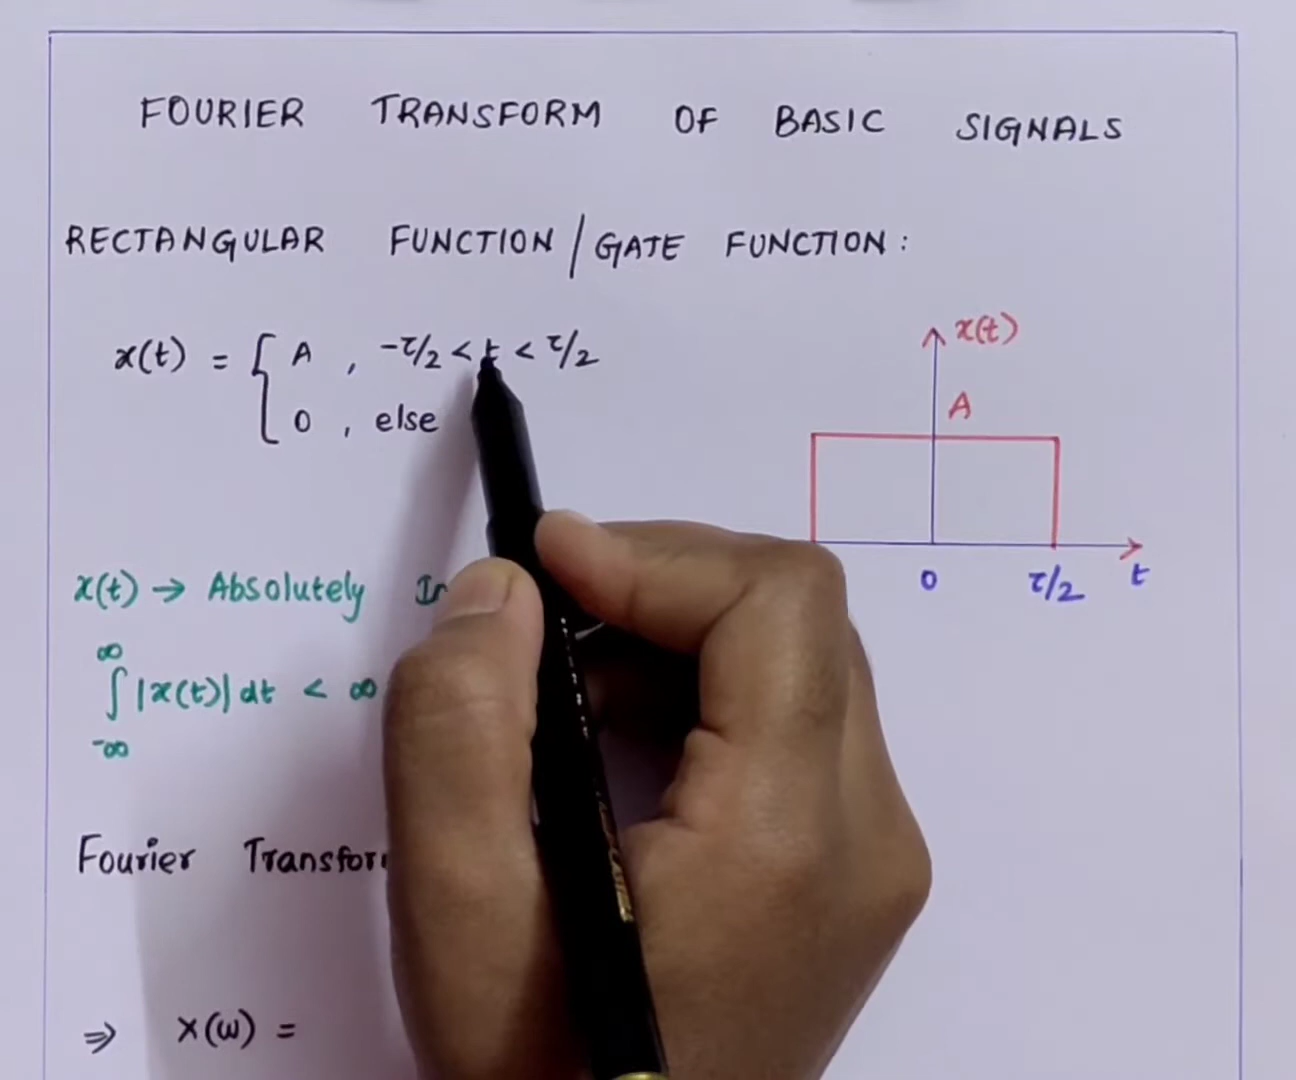 FOURIER TRANSFORM OF BASIC SIGNALS
RECTANGULAR FUNCTION/GATE FUNCTION:
x(t) = { A , -τ/2 < t < τ/2
0 , else
x(t)
A
0 τ/2 t
x(t) → Absolutely
∞
∫|x(t)|dt < ∞
-∞
Fourier
⇒ X(ω) =